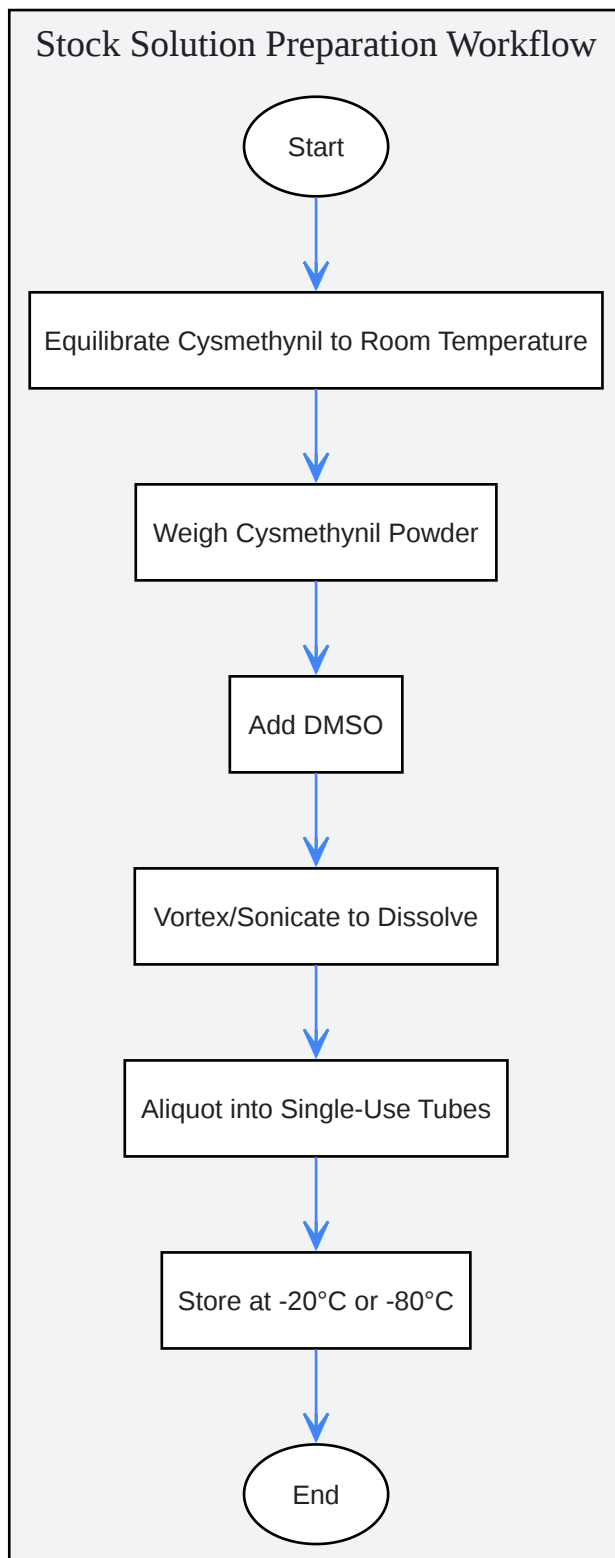 Stock Solution Preparation Workflow
Start
Equilibrate Cysmethynil to Room Temperature
Weigh Cysmethynil Powder
Add DMSO
Vortex/Sonicate to Dissolve
Aliquot into Single-Use Tubes
Store at -20°C or -80°C
End